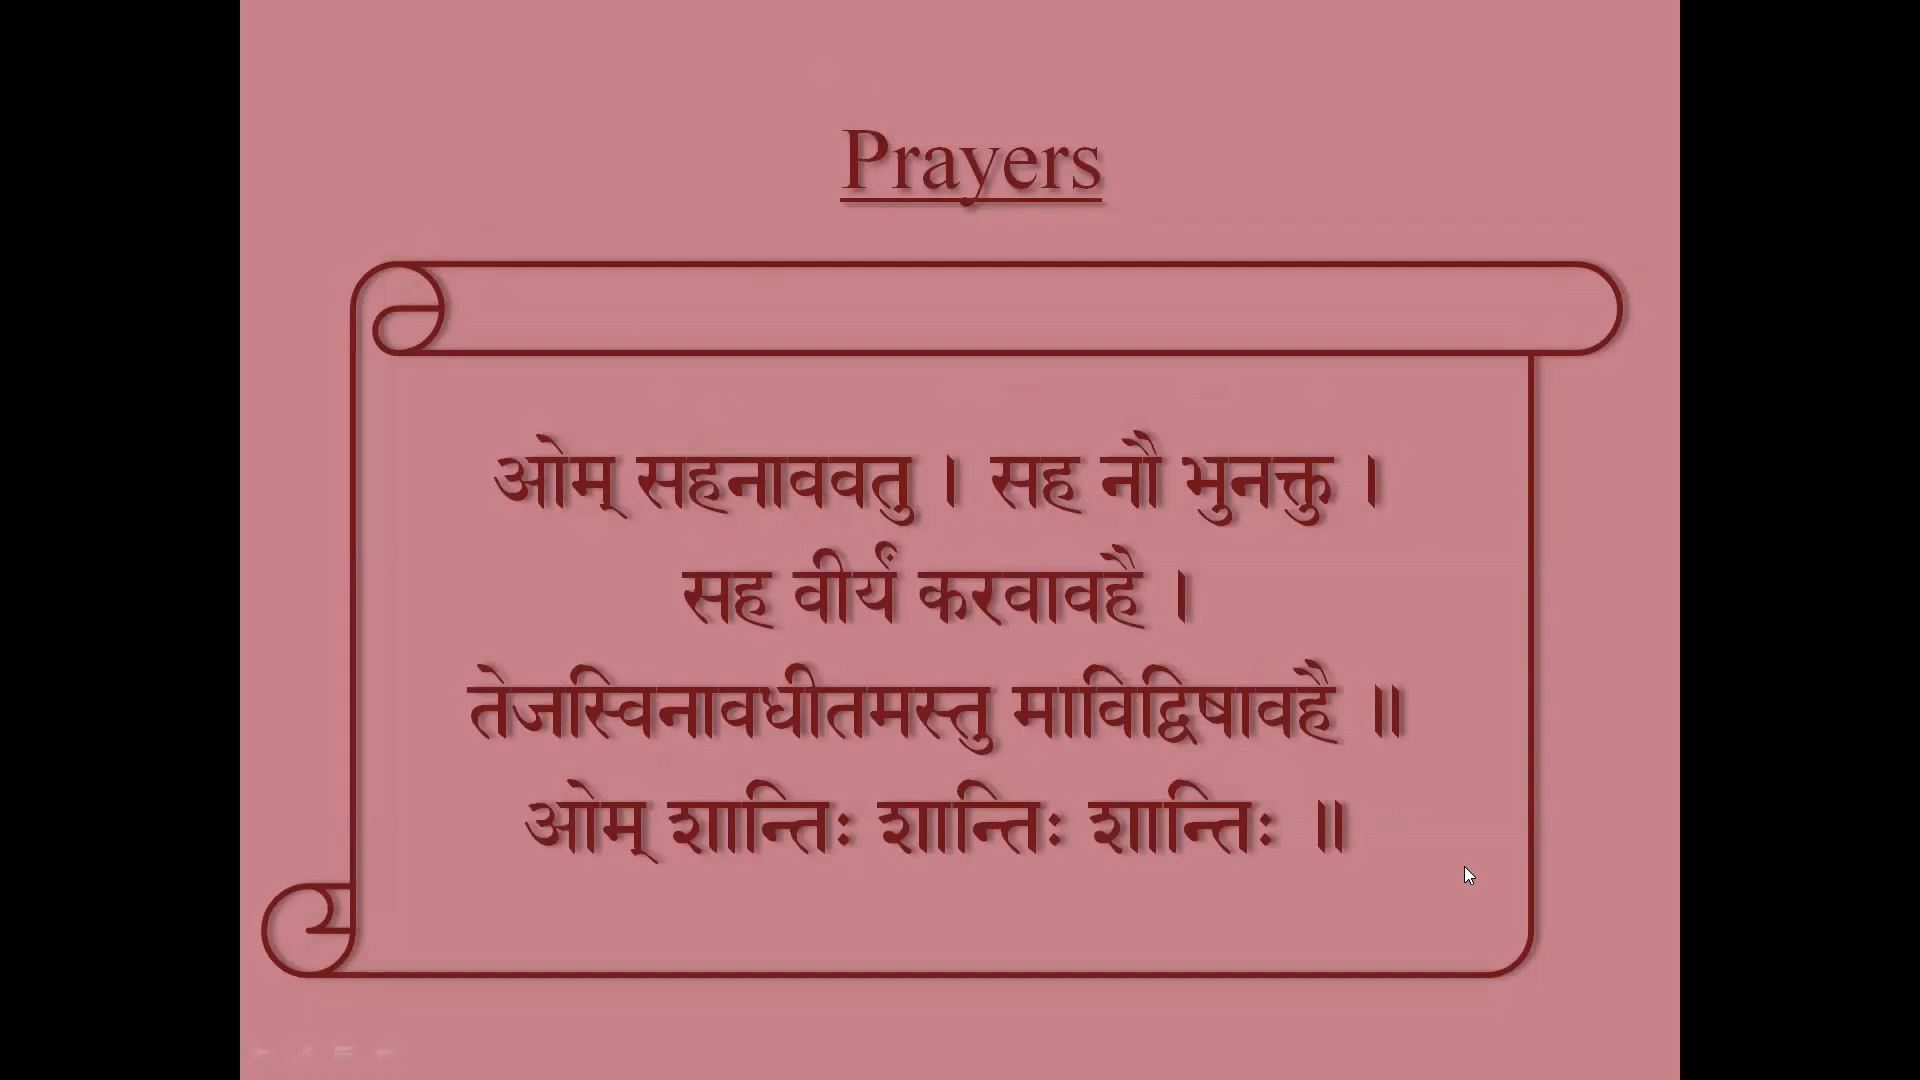 Prayers
ओम् सहनाववतु । सह नौ भुनक्तु ।
सह वीर्यं करवावहै ।
तेजस्विनावधीतमस्तु माविद्विषावहै ॥
ओम् शान्तिः शान्तिः शान्तिः ॥